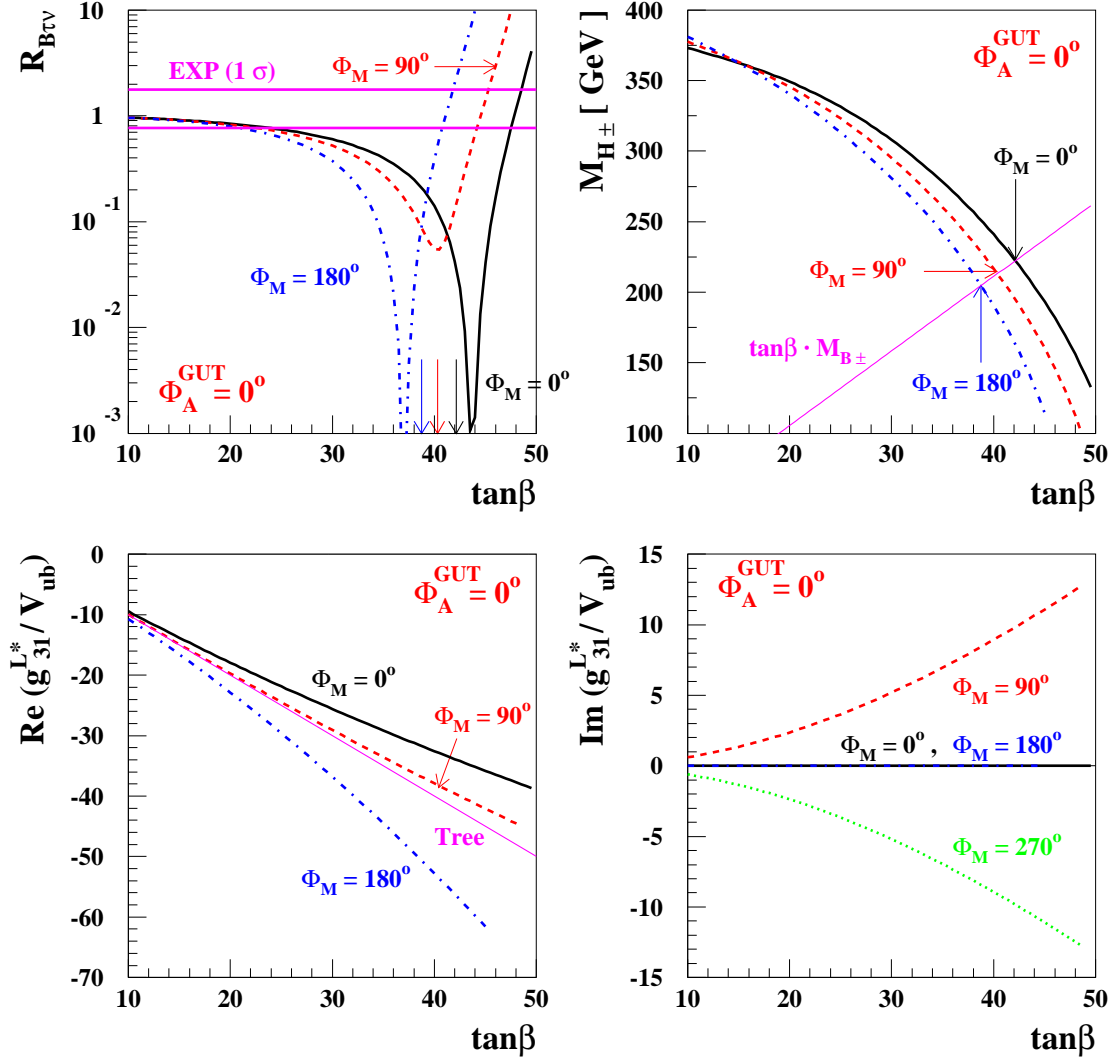 R_{Bτν}
10
1
10^{-1}
10^{-2}
10^{-3}
EXP (1 σ)
Φ_M = 90°
Φ_M = 180°
Φ_M = 0°
Φ_A^{GUT} = 0°
10 20 30 40 50
tanβ
M_{H±} [ GeV ]
400
350
300
250
200
150
100
Φ_A^{GUT} = 0°
Φ_M = 0°
Φ_M = 90°
tanβ · M_{B±}
Φ_M = 180°
10 20 30 40 50
tanβ
Re (g_{31}^{L*} / V_{ub})
0
-10
-20
-30
-40
-50
-60
-70
Φ_A^{GUT} = 0°
Φ_M = 0°
Φ_M = 90°
Tree
Φ_M = 180°
10 20 30 40 50
tanβ
Im (g_{31}^{L*} / V_{ub})
15
10
5
0
-5
-10
-15
Φ_A^{GUT} = 0°
Φ_M = 90°
Φ_M = 0° , Φ_M = 180°
Φ_M = 270°
10 20 30 40 50
tanβ